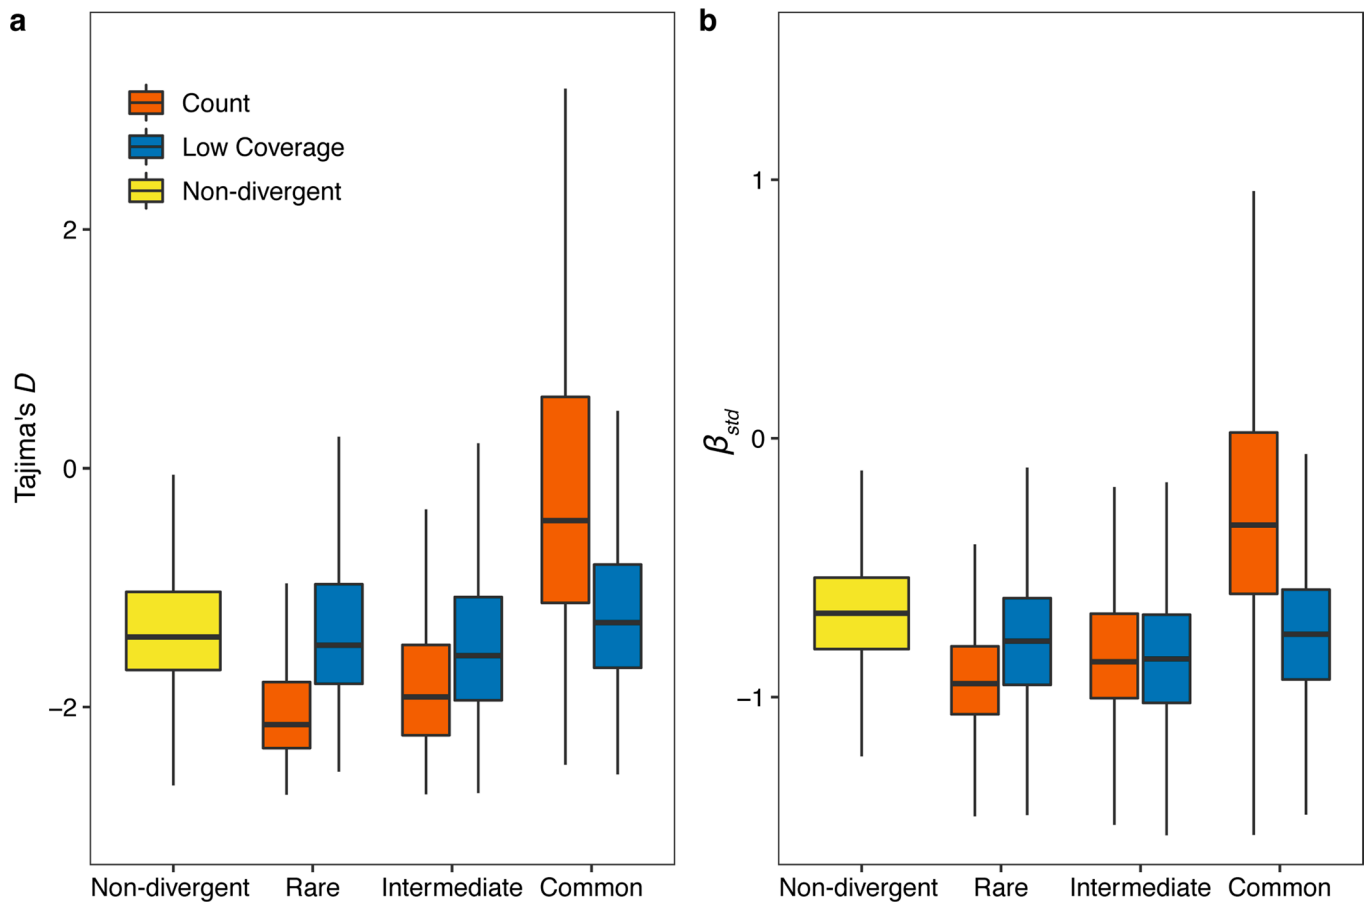 a
Count
Low Coverage
Non-divergent
Tajima's D
2
0
−2
Non-divergent Rare Intermediate Common
b
βstd
1
0
−1
Non-divergent Rare Intermediate Common